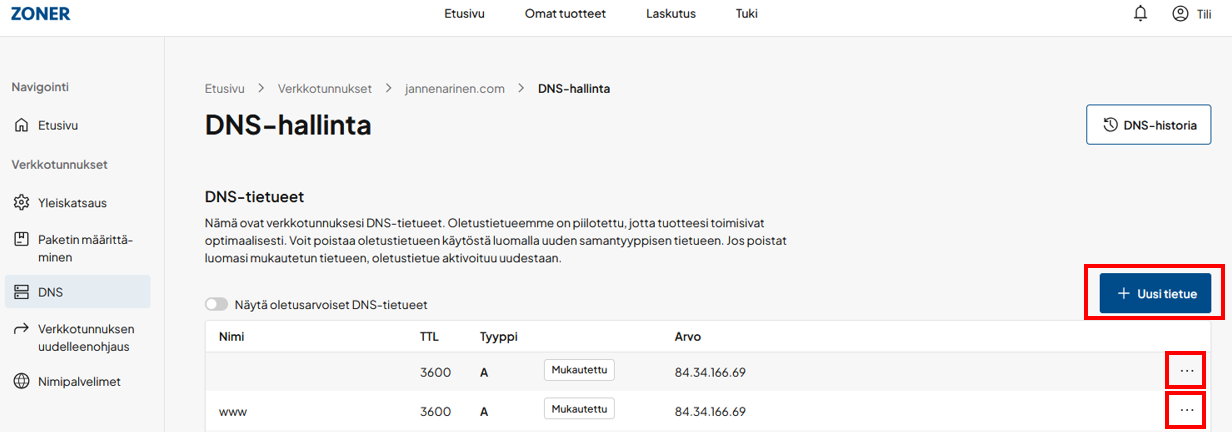 ZONER
Etusivu Omat tuotteet Laskutus Tuki Tili
Navigointi
Etusivu
Verkkotunnukset
Yleiskatsaus
Paketin määrittä-
minen
DNS
Verkkotunnuksen
uudelleenohjaus
Nimipalvelimet
Etusivu > Verkkotunnukset > jannenarinen.com > DNS-hallinta
DNS-hallinta
DNS-historia
DNS-tietueet
Nämä ovat verkkotunnuksesi DNS-tietueet. Oletustietueemme on piilotettu, jotta tuotteesi toimisivat
optimaalisesti. Voit poistaa oletustietueen käytöstä luomalla uuden samantyyppisen tietueen. Jos poistat
luomasi mukautetun tietueen, oletustietue aktivoituu uudestaan.
+ Uusi tietue
Näytä oletusarvoiset DNS-tietueet
Nimi TTL Tyyppi Arvo
3600 A Mukautettu 84.34.166.69 ...
www 3600 A Mukautettu 84.34.166.69 ...